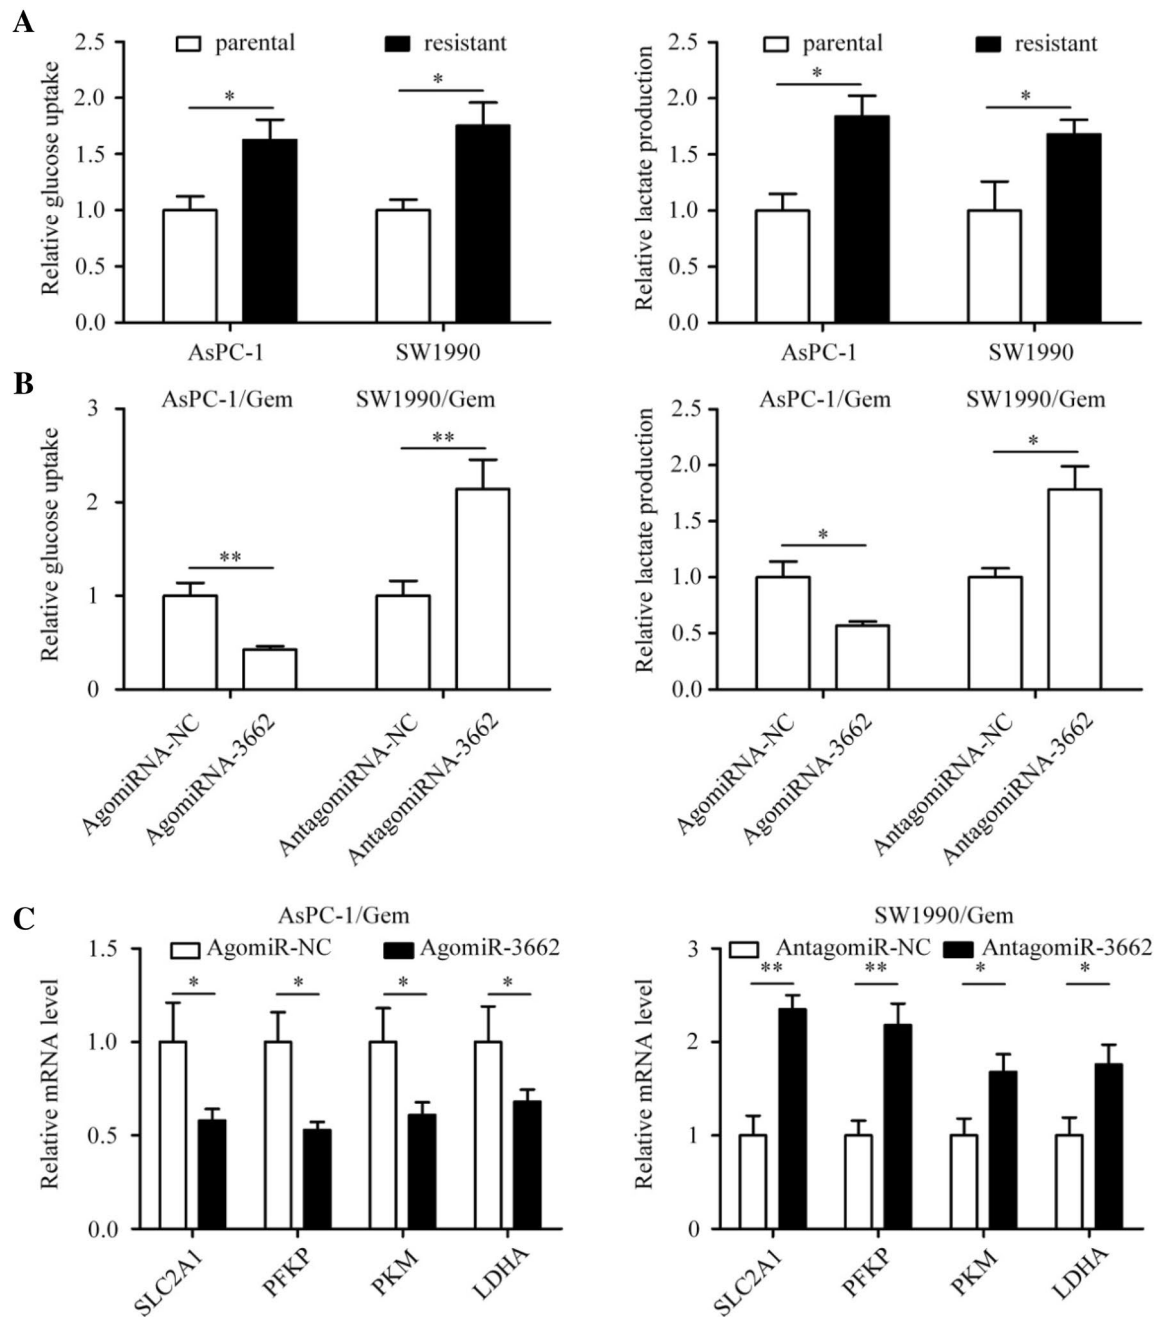 A
parental resistant
Relative glucose uptake
2.5
2.0
1.5
1.0
0.5
0.0
* *
AsPC-1 SW1990
parental resistant
Relative lactate production
2.5
2.0
1.5
1.0
0.5
0.0
* *
AsPC-1 SW1990
B
AsPC-1/Gem SW1990/Gem
Relative glucose uptake
3
2
1
0
** **
AgomiRNA-NC
AgomiRNA-3662
AntagomiRNA-NC
AntagomiRNA-3662
AsPC-1/Gem SW1990/Gem
Relative lactate production
2.5
2.0
1.5
1.0
0.5
0.0
* *
AgomiRNA-NC
AgomiRNA-3662
AntagomiRNA-NC
AntagomiRNA-3662
C
AsPC-1/Gem
AgomiR-NC AgomiR-3662
Relative mRNA level
1.5
1.0
0.5
0.0
* * * *
SLC2A1
PFKP
PKM
LDHA
SW1990/Gem
AntagomiR-NC AntagomiR-3662
Relative mRNA level
3
2
1
0
** ** * *
SLC2A1
PFKP
PKM
LDHA